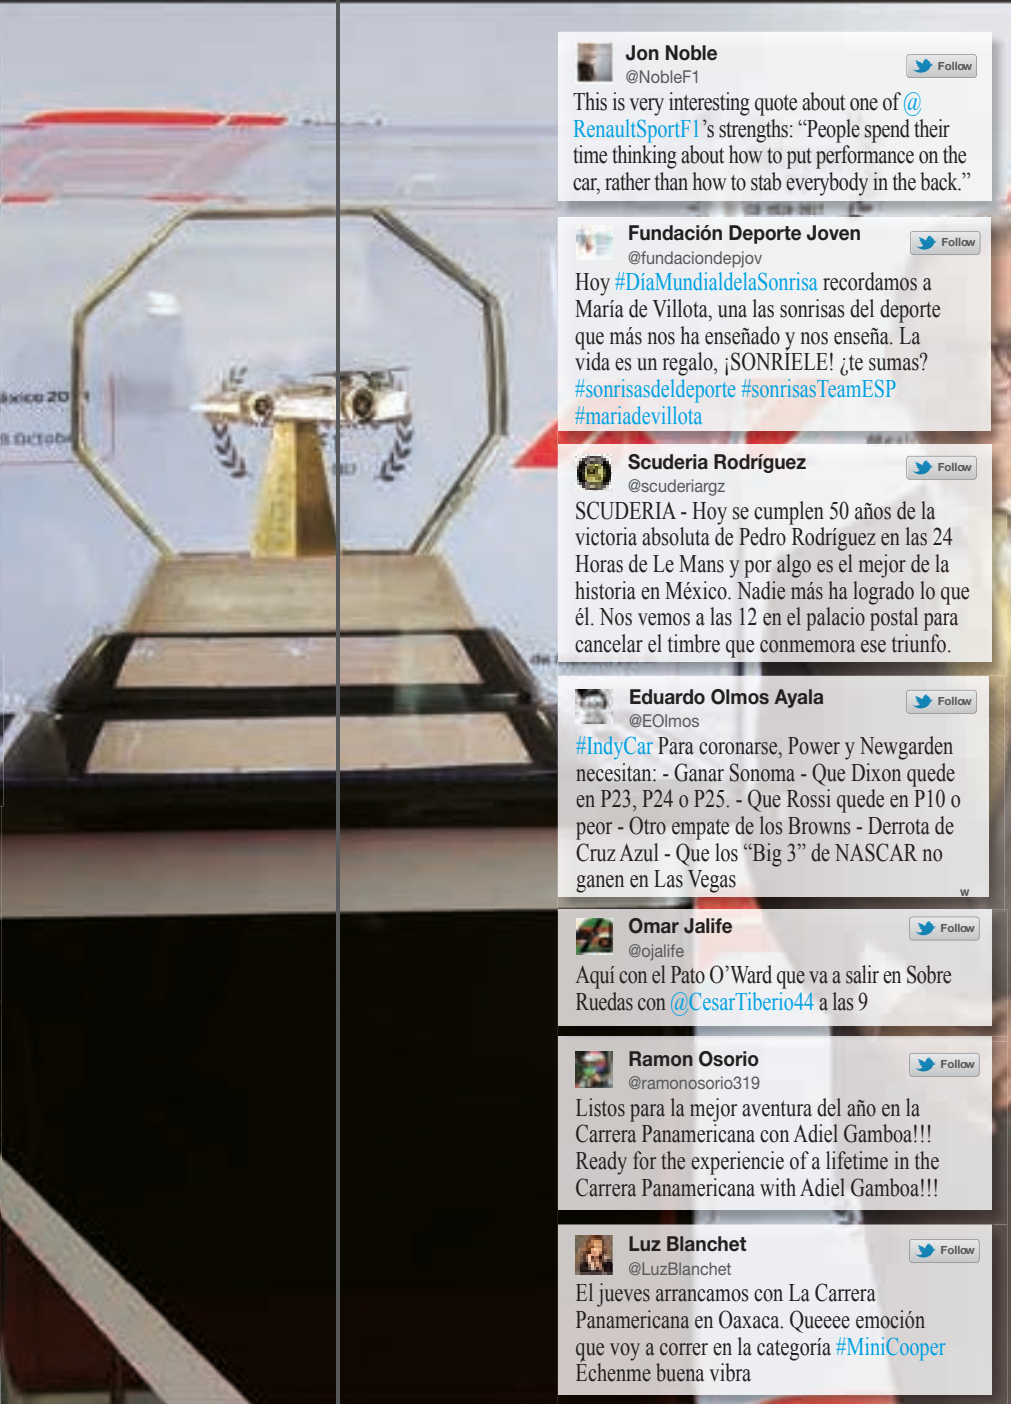 Jon Noble
@NobleF1
Follow
This is very interesting quote about one of @
RenaultSportF1's strengths: “People spend their
time thinking about how to put performance on the
car, rather than how to stab everybody in the back.”
Fundación Deporte Joven
@fundaciondepjov
Follow
Hoy #DíaMundialdelaSonrisa recordamos a
María de Villota, una las sonrisas del deporte
que más nos ha enseñado y nos enseña. La
vida es un regalo, ¡SONRÍELE! ¿te sumas?
#sonrisasdeldeporte #sonrisasTeamESP
#mariadevillota
Scuderia Rodríguez
@scuderiargz
Follow
SCUDERIA - Hoy se cumplen 50 años de la
victoria absoluta de Pedro Rodríguez en las 24
Horas de Le Mans y por algo es el mejor de la
historia en México. Nadie más ha logrado lo que
él. Nos vemos a las 12 en el palacio postal para
cancelar el timbre que conmemora ese triunfo.
Eduardo Olmos Ayala
@EOlmos
Follow
#IndyCar Para coronarse, Power y Newgarden
necesitan: - Ganar Sonoma - Que Dixon quede
en P23, P24 o P25. - Que Rossi quede en P10 o
peor - Otro empate de los Browns - Derrota de
Cruz Azul - Que los “Big 3” de NASCAR no
ganen en Las Vegas
w
Omar Jalife
@ojalife
Follow
Aquí con el Pato O’Ward que va a salir en Sobre
Ruedas con @CesarTiberio44 a las 9
Ramon Osorio
@ramonosorio319
Follow
Listos para la mejor aventura del año en la
Carrera Panamericana con Adiel Gamboa!!!
Ready for the experiencie of a lifetime in the
Carrera Panamericana with Adiel Gamboa!!!
Luz Blanchet
@LuzBlanchet
Follow
El jueves arrancamos con La Carrera
Panamericana en Oaxaca. Queeee emoción
que voy a correr en la categoría #MiniCooper
Échenme buena vibra